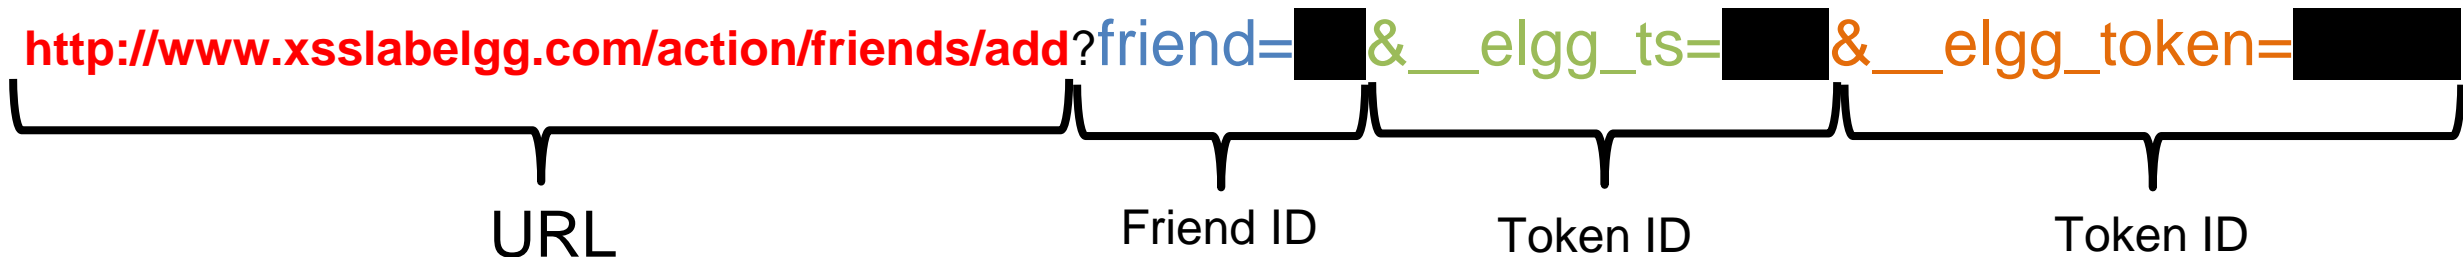 http://www.xsslabelgg.com/action/friends/add?friend=&__elgg_ts=&__elgg_token=
URL Friend ID Token ID Token ID